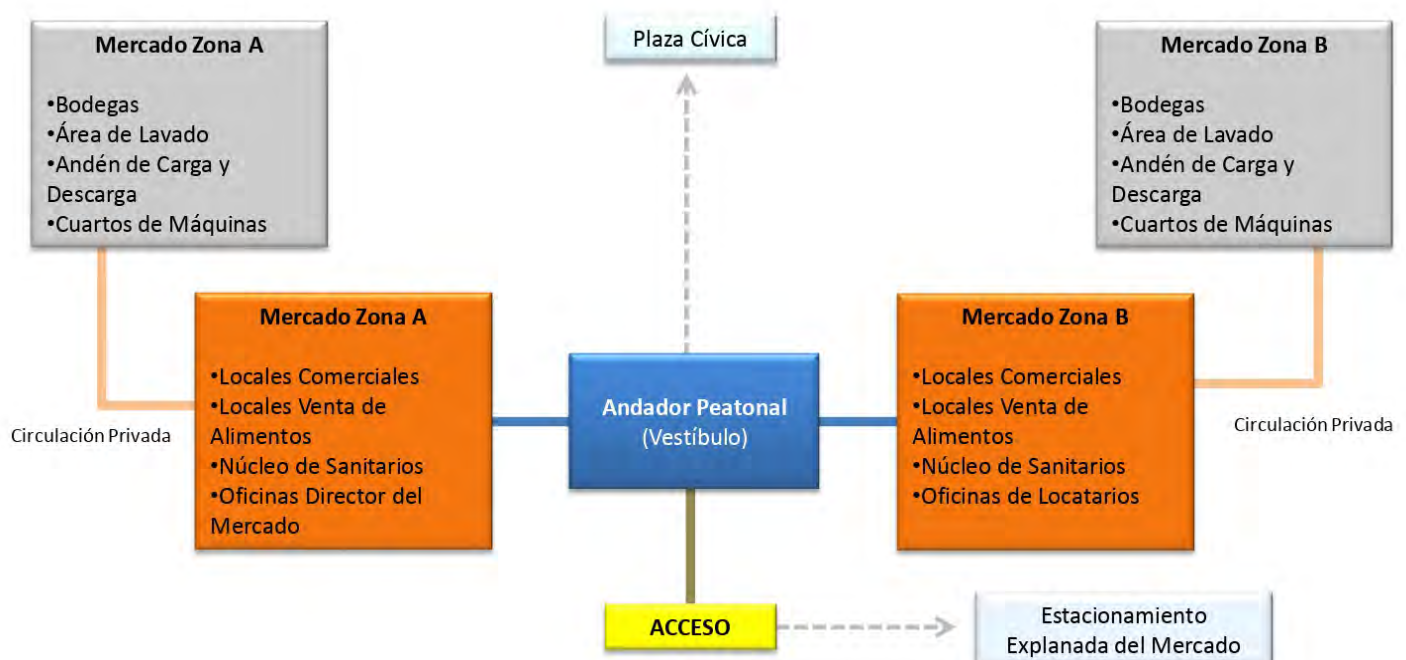 Mercado Zona A
•Bodegas
•Área de Lavado
•Andén de Carga y
Descarga
•Cuartos de Máquinas
Plaza Cívica
Mercado Zona B
•Bodegas
•Área de Lavado
•Andén de Carga y
Descarga
•Cuartos de Máquinas
Circulación Privada
Mercado Zona A
•Locales Comerciales
•Locales Venta de
Alimentos
•Núcleo de Sanitarios
•Oficinas Director del
Mercado
Andador Peatonal
(Vestíbulo)
Mercado Zona B
•Locales Comerciales
•Locales Venta de
Alimentos
•Núcleo de Sanitarios
•Oficinas de Locatarios
Circulación Privada
ACCESO
Estacionamiento
Explanada del Mercado